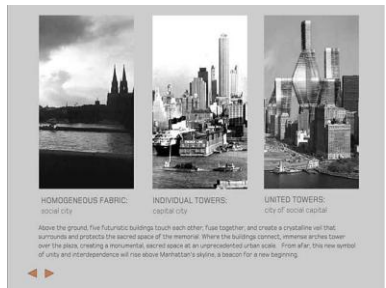 HOMOGENEOUS FABRIC:
social city
INDIVIDUAL TOWERS:
capital city
UNITED TOWERS:
city of social capital
Above the ground, five futuristic buildings touch each other, fuse together, and create a crystalline veil that
surrounds and protects the sacred space of the memorial. Where the buildings connect, immense arches tower
over the plaza, creating a monumental, sacred space at an unprecedented urban scale. From afar, this new symbol
of unity and interdependence will rise above Manhattan's skyline, a beacon for a new beginning.